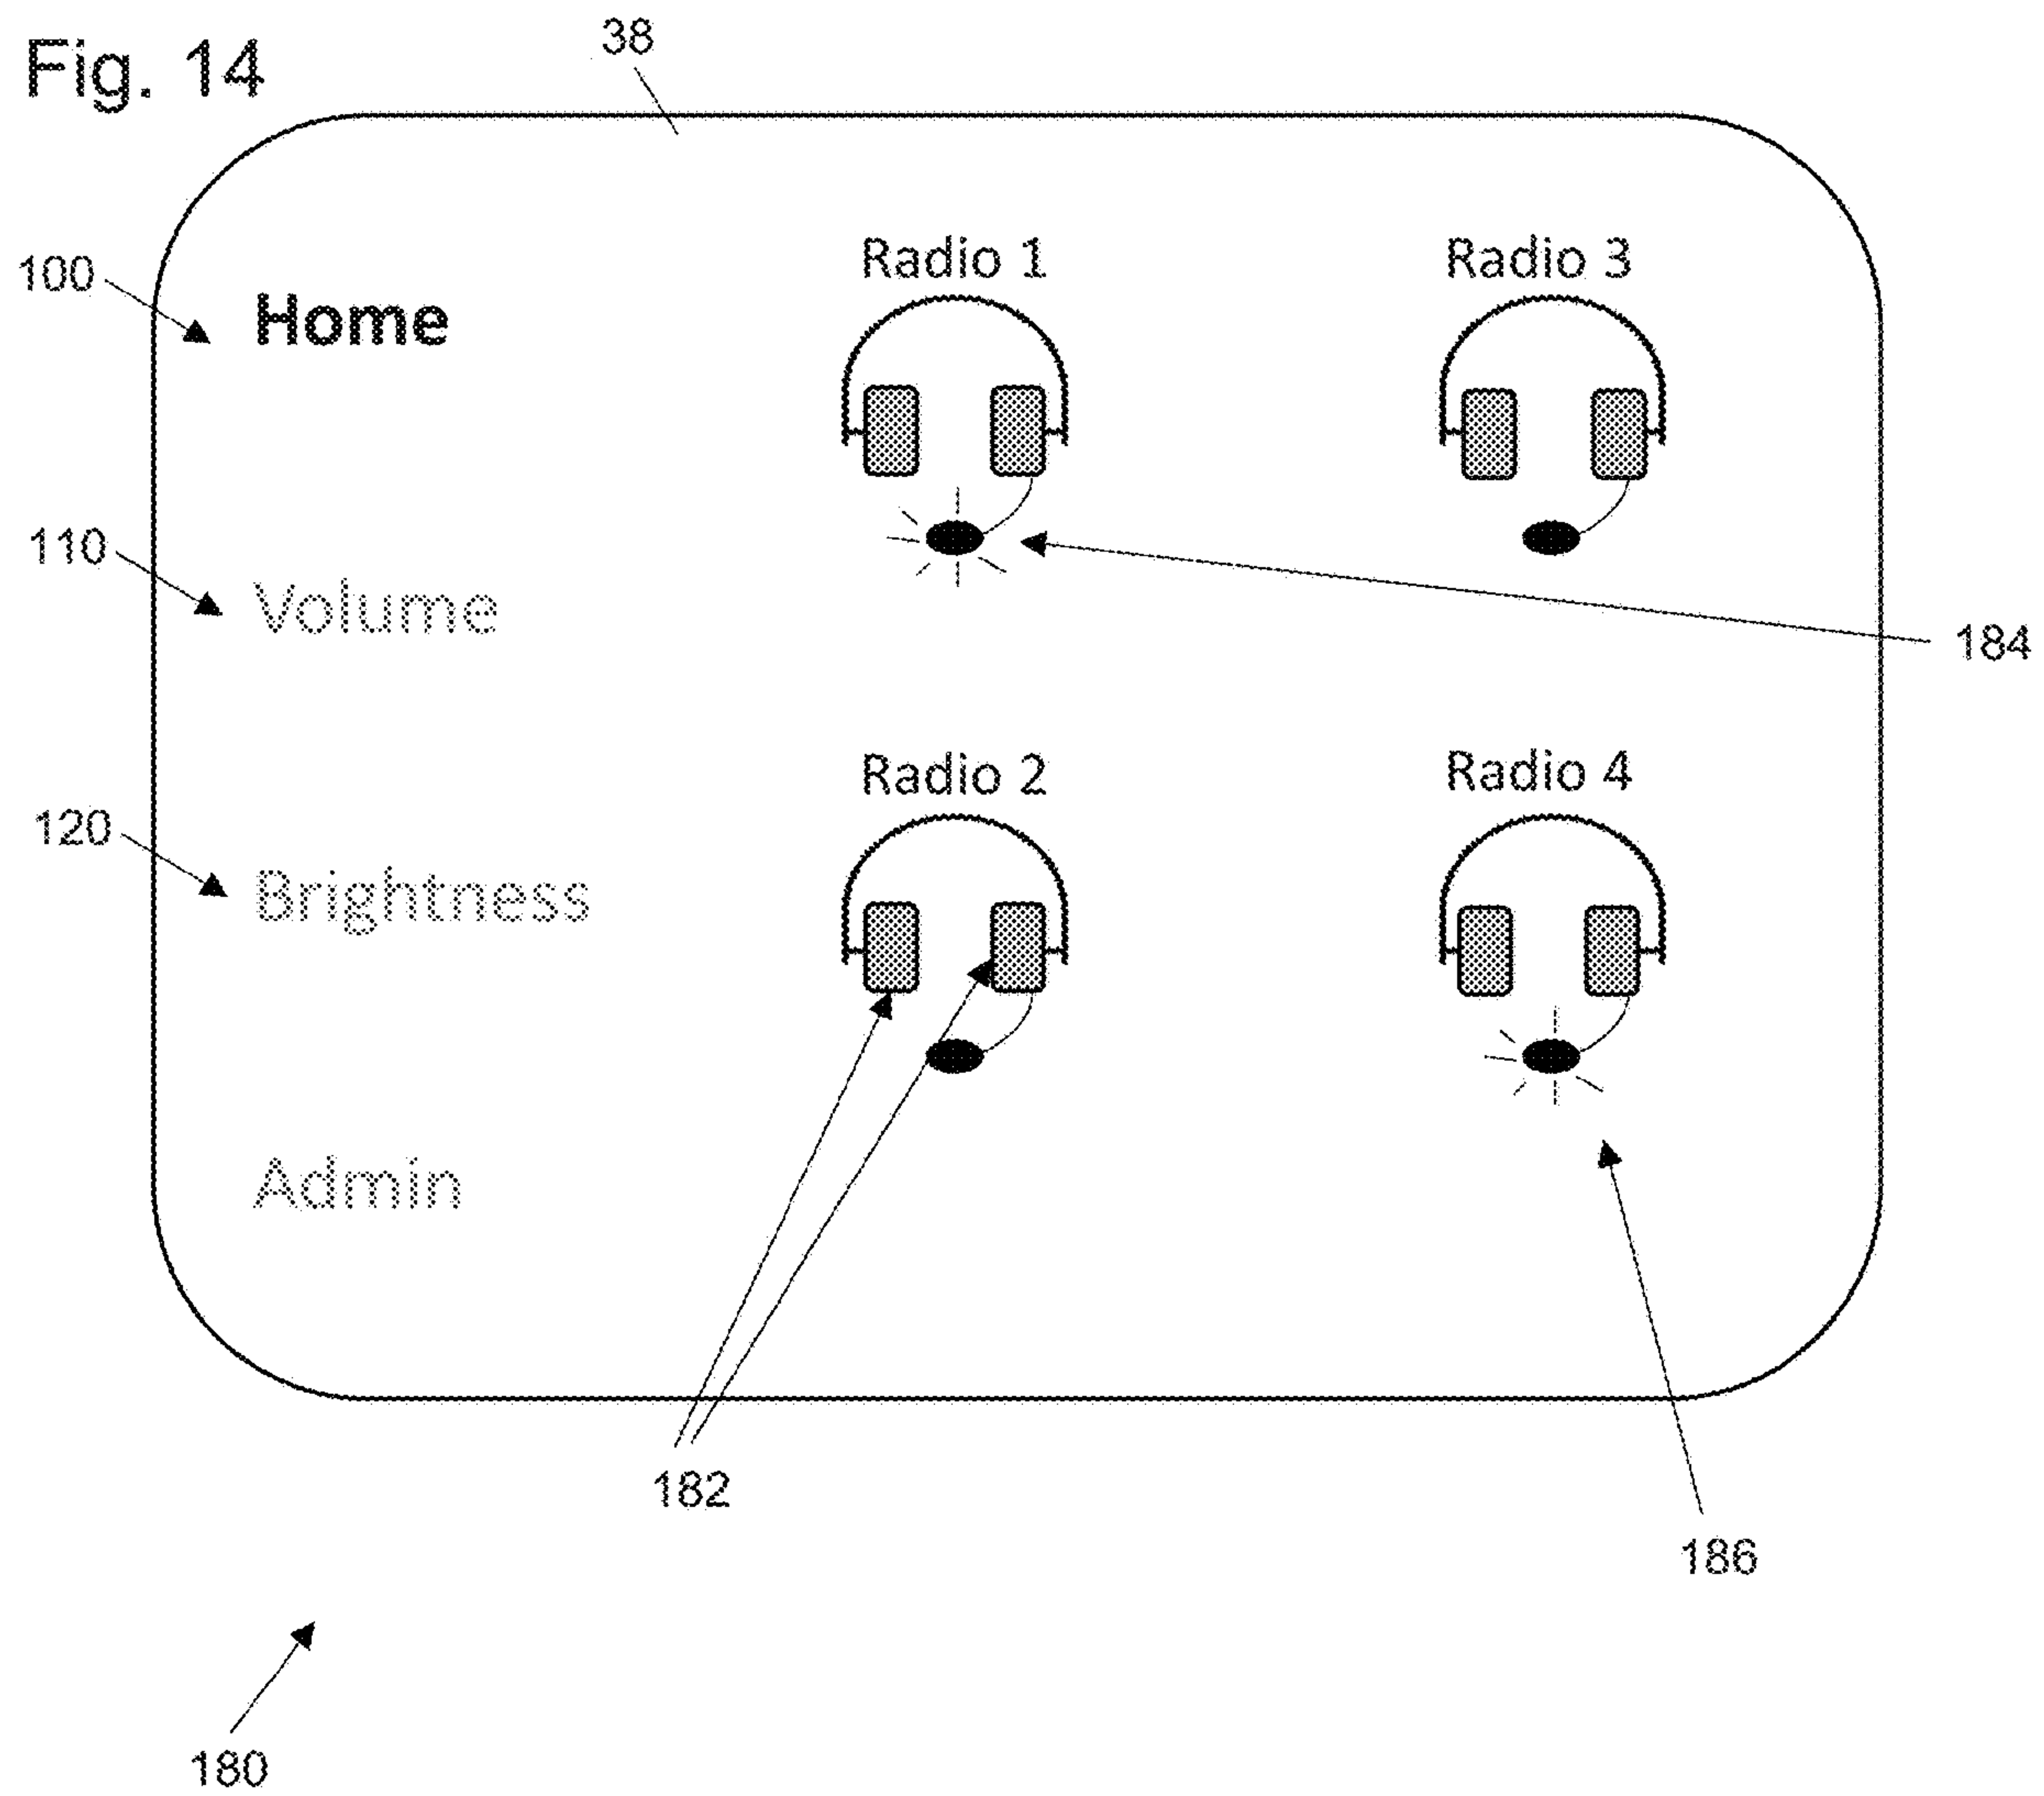 Fig. 14
38
100
Home
Radio 1
Radio 3
110
Volume
184
120
Brightness
Radio 2
Radio 4
Admin
182
186
180